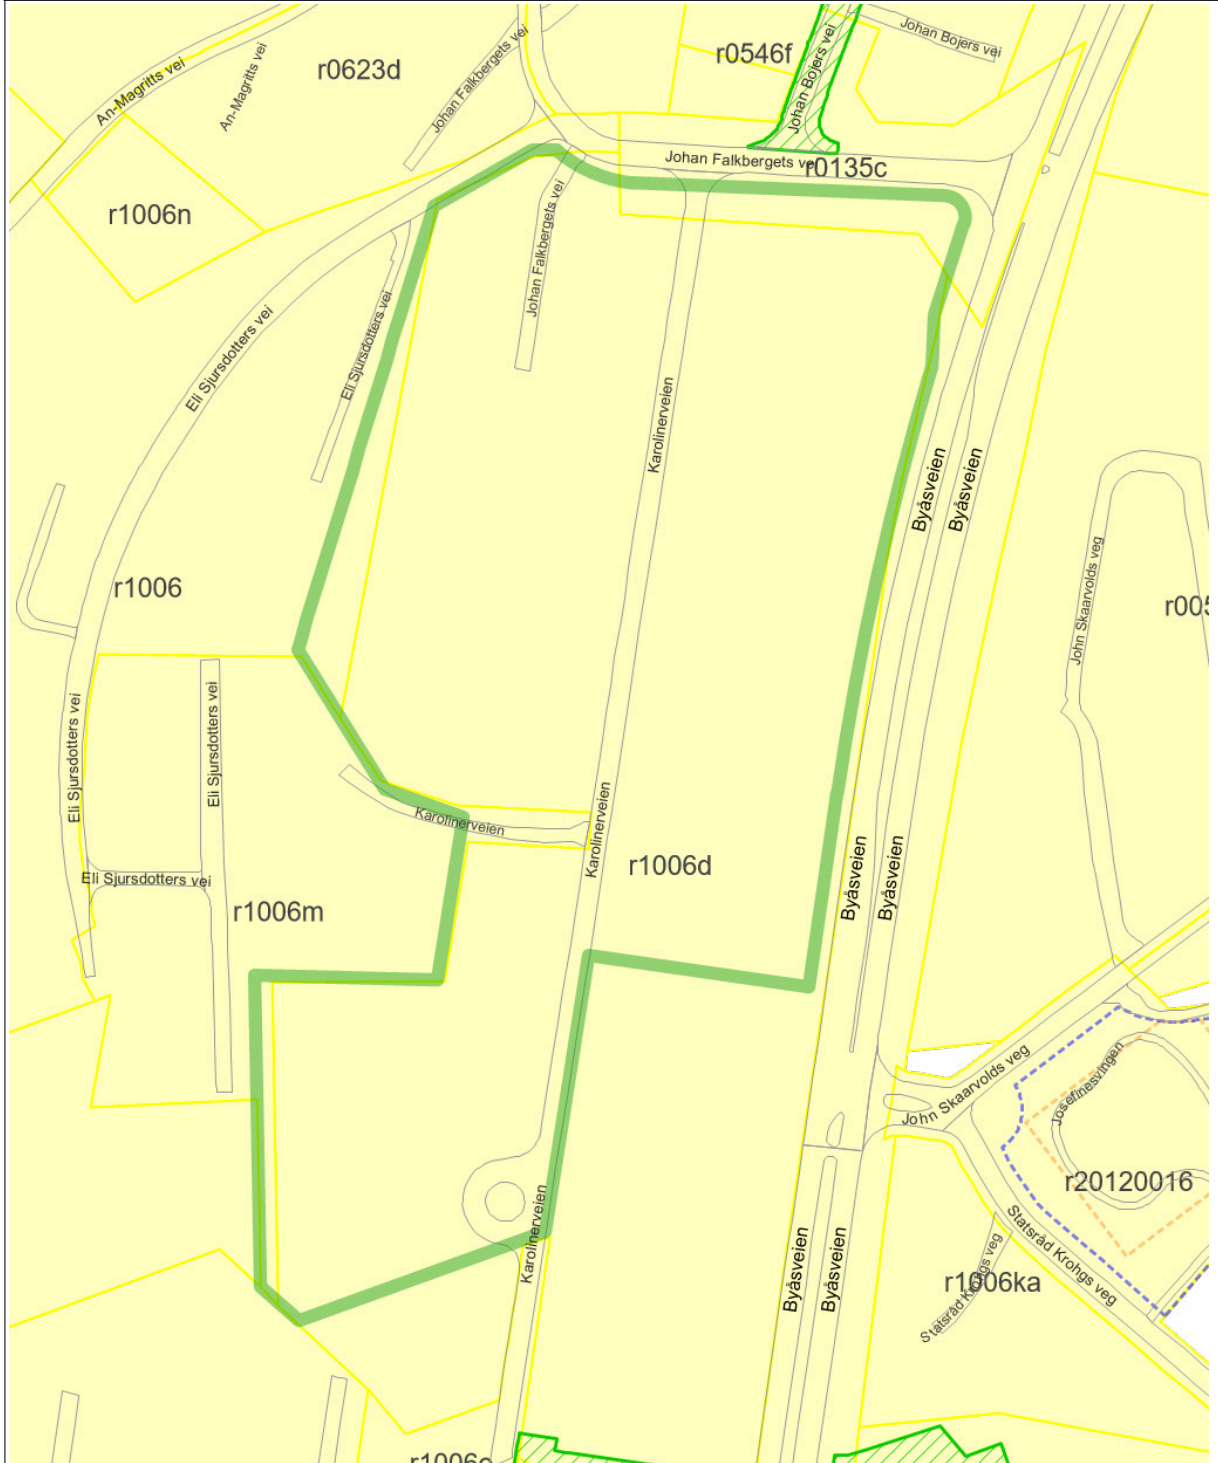 Johan Bojers vei
r0546f
Johan Falkbergets vei
r0623d
An-Magritts vei
An-Magritts vei
Johan Bojers vei
Johan Falkbergets ve
r0135c
r1006n
Johan Falkbergets vei
Eli Sjursdotters vei
Eli Sjursdotters vei
Karolinerveien
Byåsveien
Byåsveien
r1006
John Skaarvolds veg
r005
Eli Sjursdotters vei
Eli Sjursdotters vei
Karolinerveien
Karolinerveien
r1006d
Byåsveien
Byåsveien
Eli Sjursdotters vei
r1006m
John Skaarvolds veg
Josefinesvingen
r20120016
Karolinerveien
Byåsveien
Byåsveien
Statsråd Krohgs veg
r1006ka
Statsråd Krohgs veg